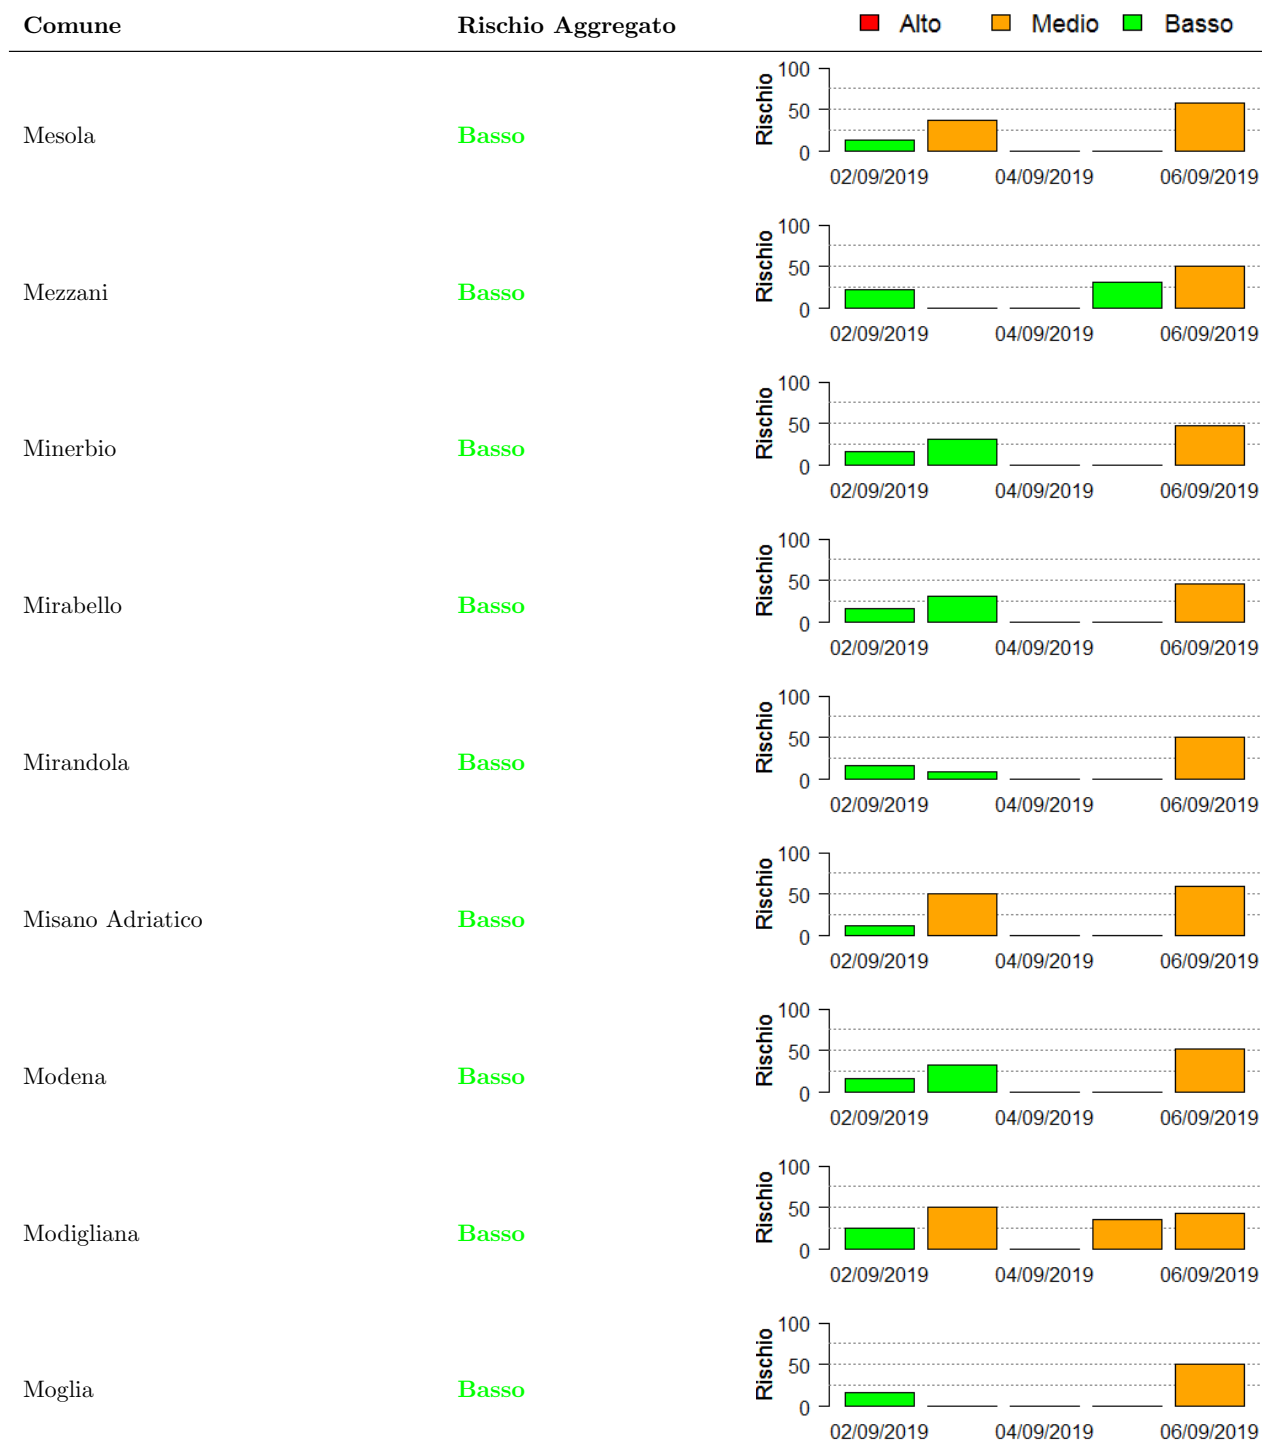 Comune Rischio Aggregato Alto Medio Basso
100
50
0
Rischio
Mesola Basso
02/09/2019 04/09/2019 06/09/2019
100
50
0
Rischio
Mezzani Basso
02/09/2019 04/09/2019 06/09/2019
100
50
0
Rischio
Minerbio Basso
02/09/2019 04/09/2019 06/09/2019
100
50
0
Rischio
Mirabello Basso
02/09/2019 04/09/2019 06/09/2019
100
50
0
Rischio
Mirandola Basso
02/09/2019 04/09/2019 06/09/2019
100
50
0
Rischio
Misano Adriatico Basso
02/09/2019 04/09/2019 06/09/2019
100
50
0
Rischio
Modena Basso
02/09/2019 04/09/2019 06/09/2019
100
50
0
Rischio
Modigliana Basso
02/09/2019 04/09/2019 06/09/2019
100
50
0
Rischio
Moglia Basso
02/09/2019 04/09/2019 06/09/2019